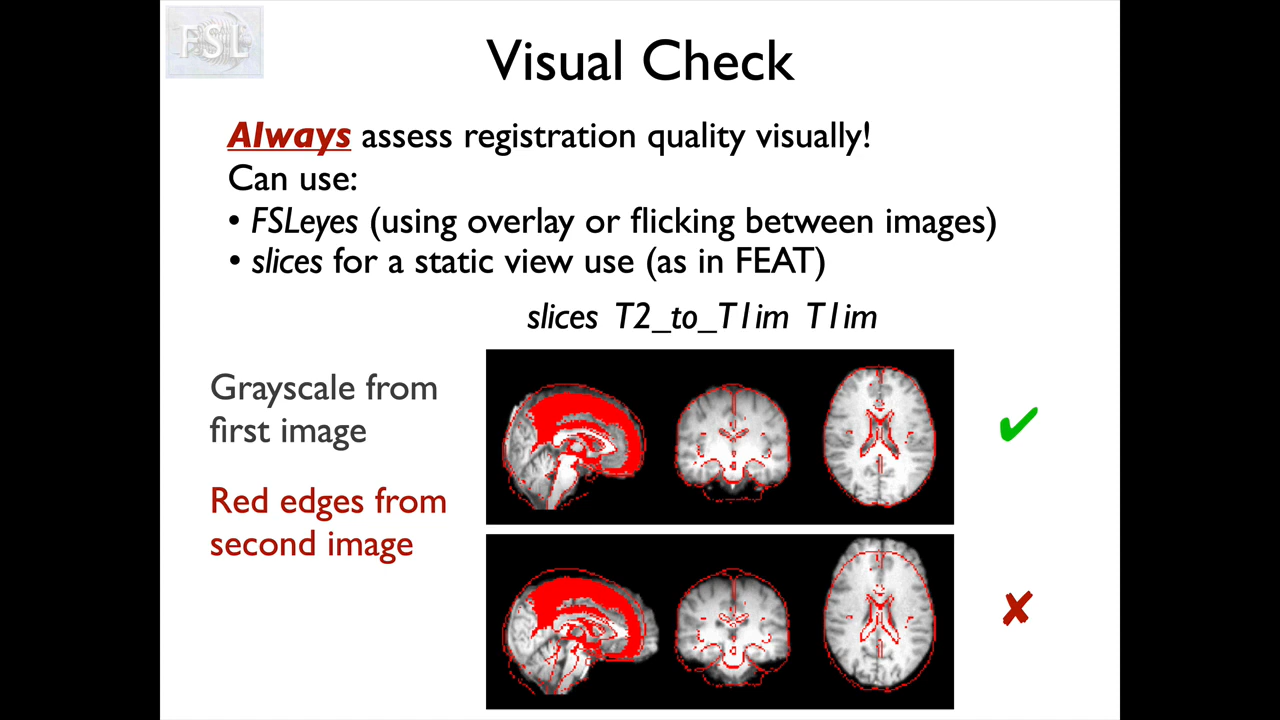 FSL
Visual Check
Always assess registration quality visually!
Can use:
• FSLeyes (using overlay or flicking between images)
• slices for a static view use (as in FEAT)
slices T2_to_T1im T1im
Grayscale from
first image
Red edges from
second image